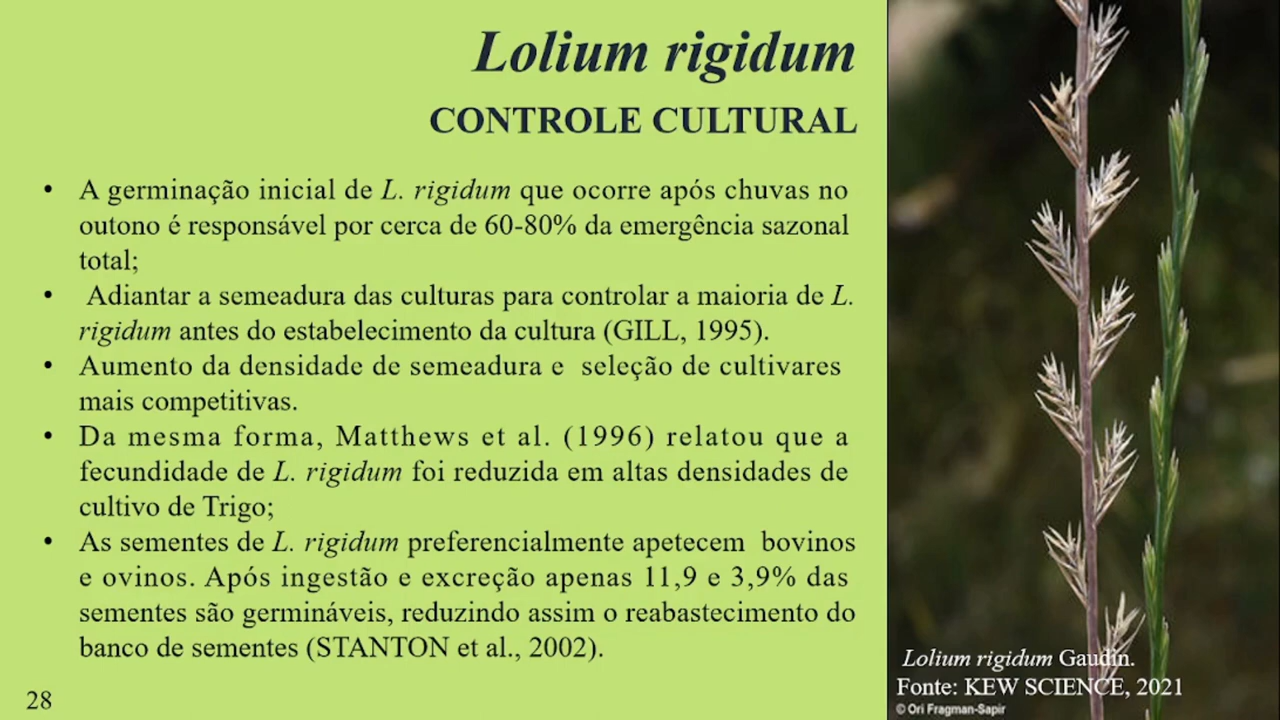 Lolium rigidum
CONTROLE CULTURAL
• A germinação inicial de L. rigidum que ocorre após chuvas no
outono é responsável por cerca de 60-80% da emergência sazonal
total;
• Adiantar a semeadura das culturas para controlar a maioria de L.
rigidum antes do estabelecimento da cultura (GILL, 1995).
• Aumento da densidade de semeadura e seleção de cultivares
mais competitivas.
• Da mesma forma, Matthews et al. (1996) relatou que a
fecundidade de L. rigidum foi reduzida em altas densidades de
cultivo de Trigo;
• As sementes de L. rigidum preferencialmente apetecem bovinos
e ovinos. Após ingestão e excreção apenas 11,9 e 3,9% das
sementes são germináveis, reduzindo assim o reabastecimento do
banco de sementes (STANTON et al., 2002).
28
Lolium rigidum Gaudin.
Fonte: KEW SCIENCE, 2021
© Ori Fragman-Sapir